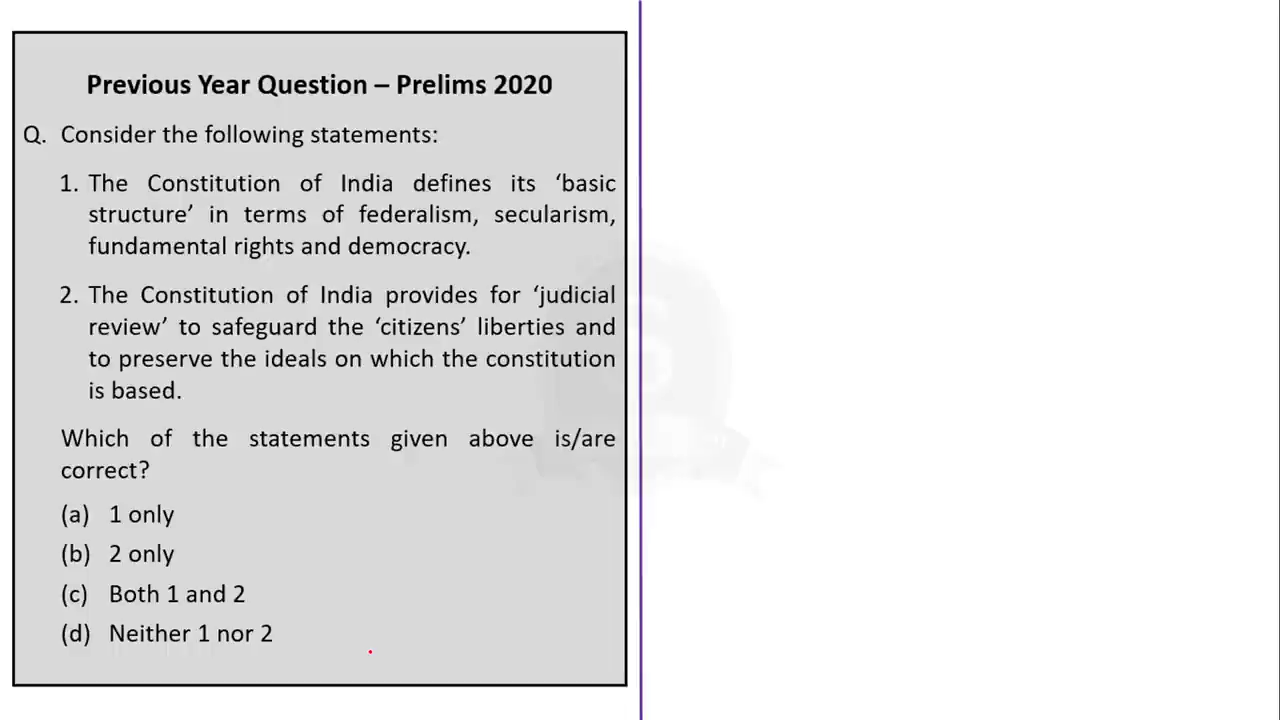 Previous Year Question – Prelims 2020
Q. Consider the following statements:
1. The Constitution of India defines its ‘basic
structure’ in terms of federalism, secularism,
fundamental rights and democracy.
2. The Constitution of India provides for ‘judicial
review’ to safeguard the ‘citizens’ liberties and
to preserve the ideals on which the constitution
is based.
Which of the statements given above is/are
correct?
(a) 1 only
(b) 2 only
(c) Both 1 and 2
(d) Neither 1 nor 2